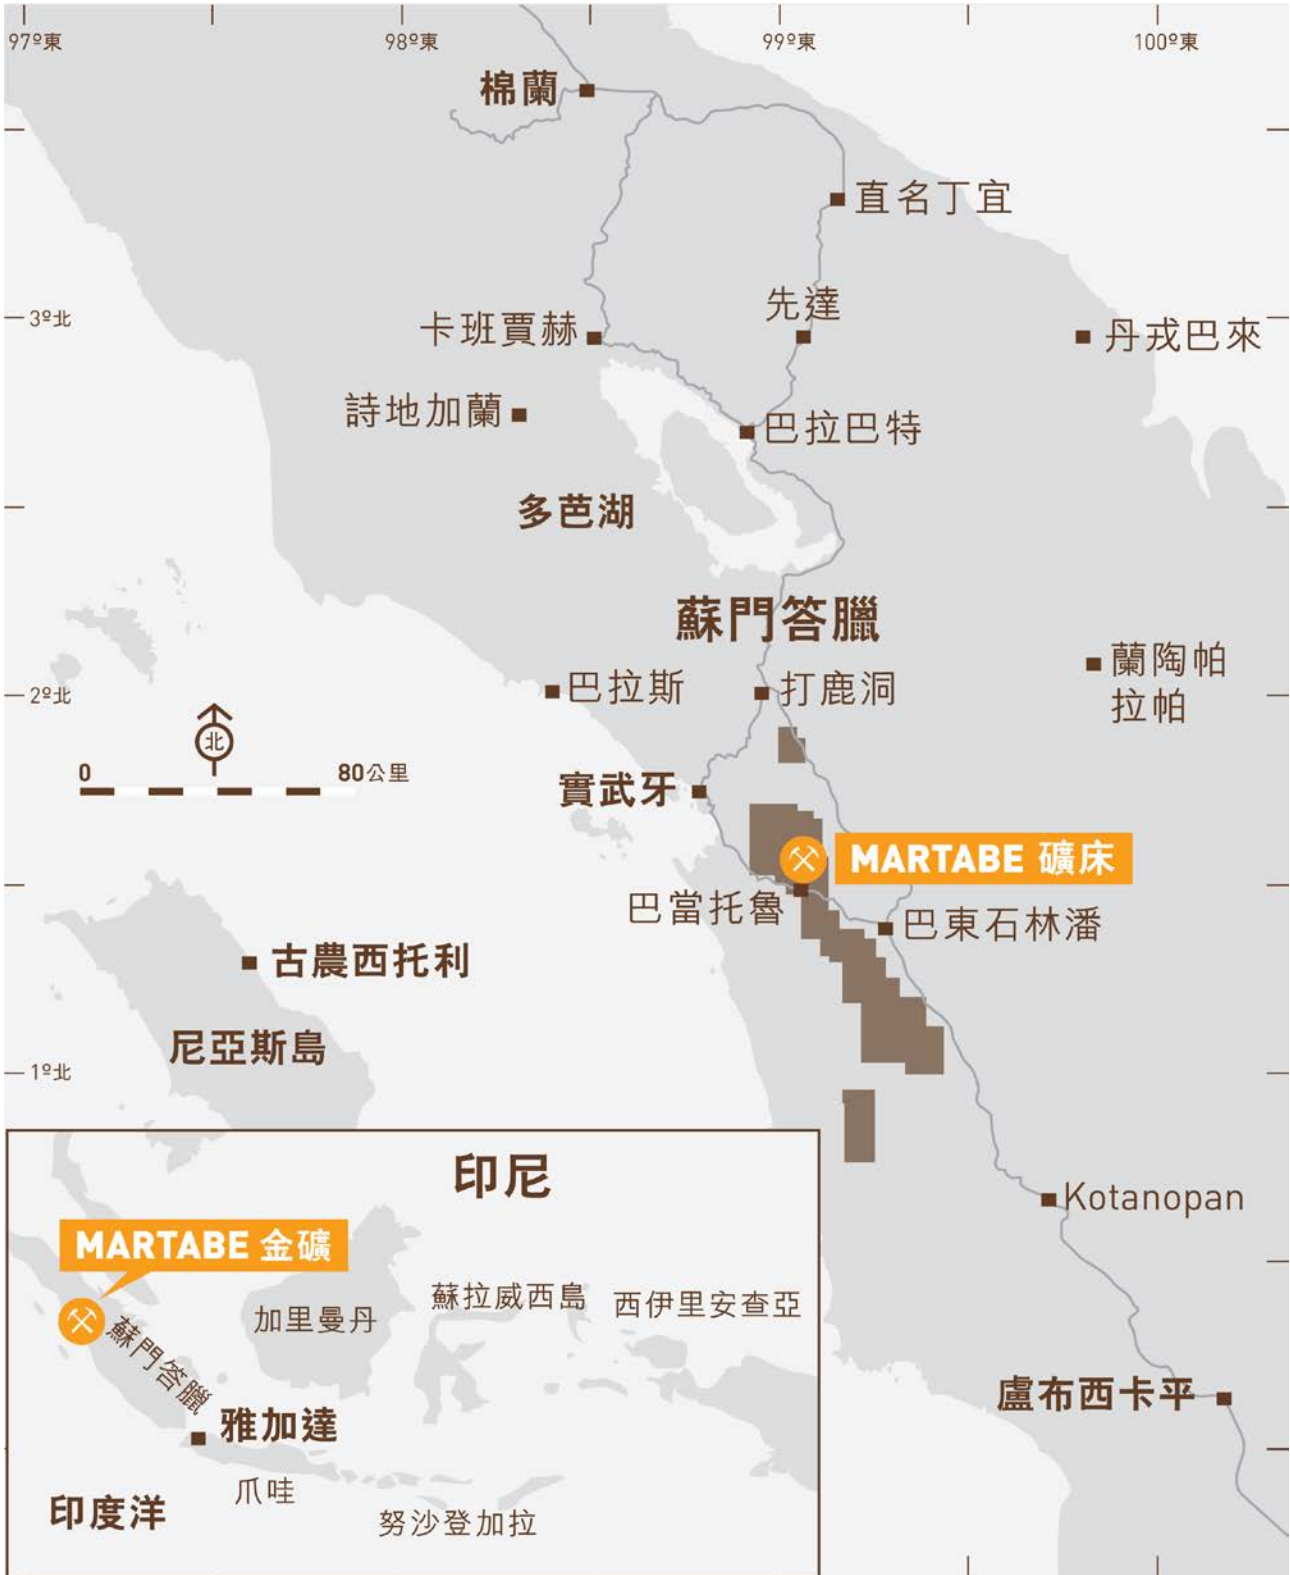 97º東
98º東
99º東
100º東
棉蘭
直名丁宜
3º北
先達
卡班賈赫
丹戎巴來
詩地加蘭
巴拉巴特
多芭湖
蘇門答臘
蘭陶帕
拉帕
2º北
巴拉斯
打鹿洞
北
0
80公里
實武牙
MARTABE 礦床
巴當托魯
巴東石林潘
古農西托利
尼亞斯島
1º北
Kotanopan
盧布西卡平
印尼
MARTABE 金礦
蘇拉威西島
西伊里安查亞
加里曼丹
蘇門答臘
雅加達
爪哇
印度洋
努沙登加拉